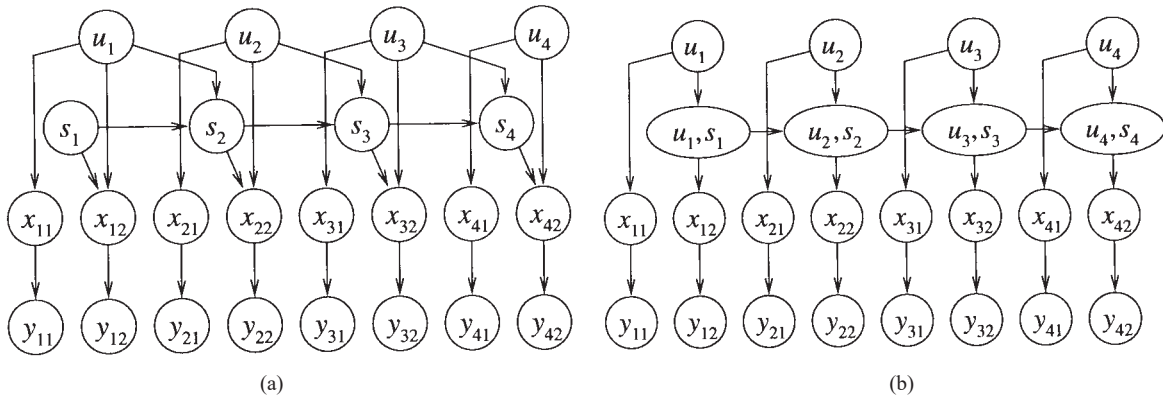 u₁ u₂ u₃ u₄
s₁ s₂ s₃ s₄
x₁₁ x₁₂ x₂₁ x₂₂ x₃₁ x₃₂ x₄₁ x₄₂
y₁₁ y₁₂ y₂₁ y₂₂ y₃₁ y₃₂ y₄₁ y₄₂
(a)
u₁ u₂ u₃ u₄
u₁, s₁ u₂, s₂ u₃, s₃ u₄, s₄
x₁₁ x₁₂ x₂₁ x₂₂ x₃₁ x₃₂ x₄₁ x₄₂
y₁₁ y₁₂ y₂₁ y₂₂ y₃₁ y₃₂ y₄₁ y₄₂
(b)